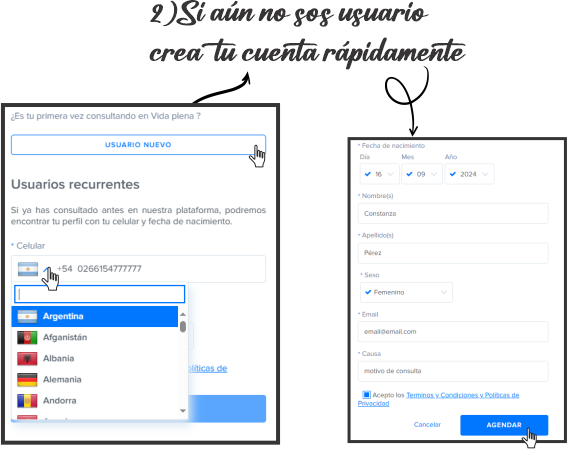 2) Si aún no sos usuario
crea tu cuenta rápidamente
¿Es tu primera vez consultando en Vida plena ?
USUARIO NUEVO
Usuarios recurrentes
Si ya has consultado antes en nuestra plataforma, podremos
encontrar tu perfil con tu celular y fecha de nacimiento.
* Celular
+54 0266154777777
Argentina
Afganistán
Albania
Alemania
Andorra
olíticas de
* Fecha de nacimiento
Día Mes Año
16 09 2024
* Nombre(s)
Constanza
* Apellido(s)
Pérez
* Sexo
Femenino
* Email
email@email.com
* Causa
motivo de consulta
Acepto los Terminos y Condiciones y Políticas de
Privacidad
Cancelar AGENDAR